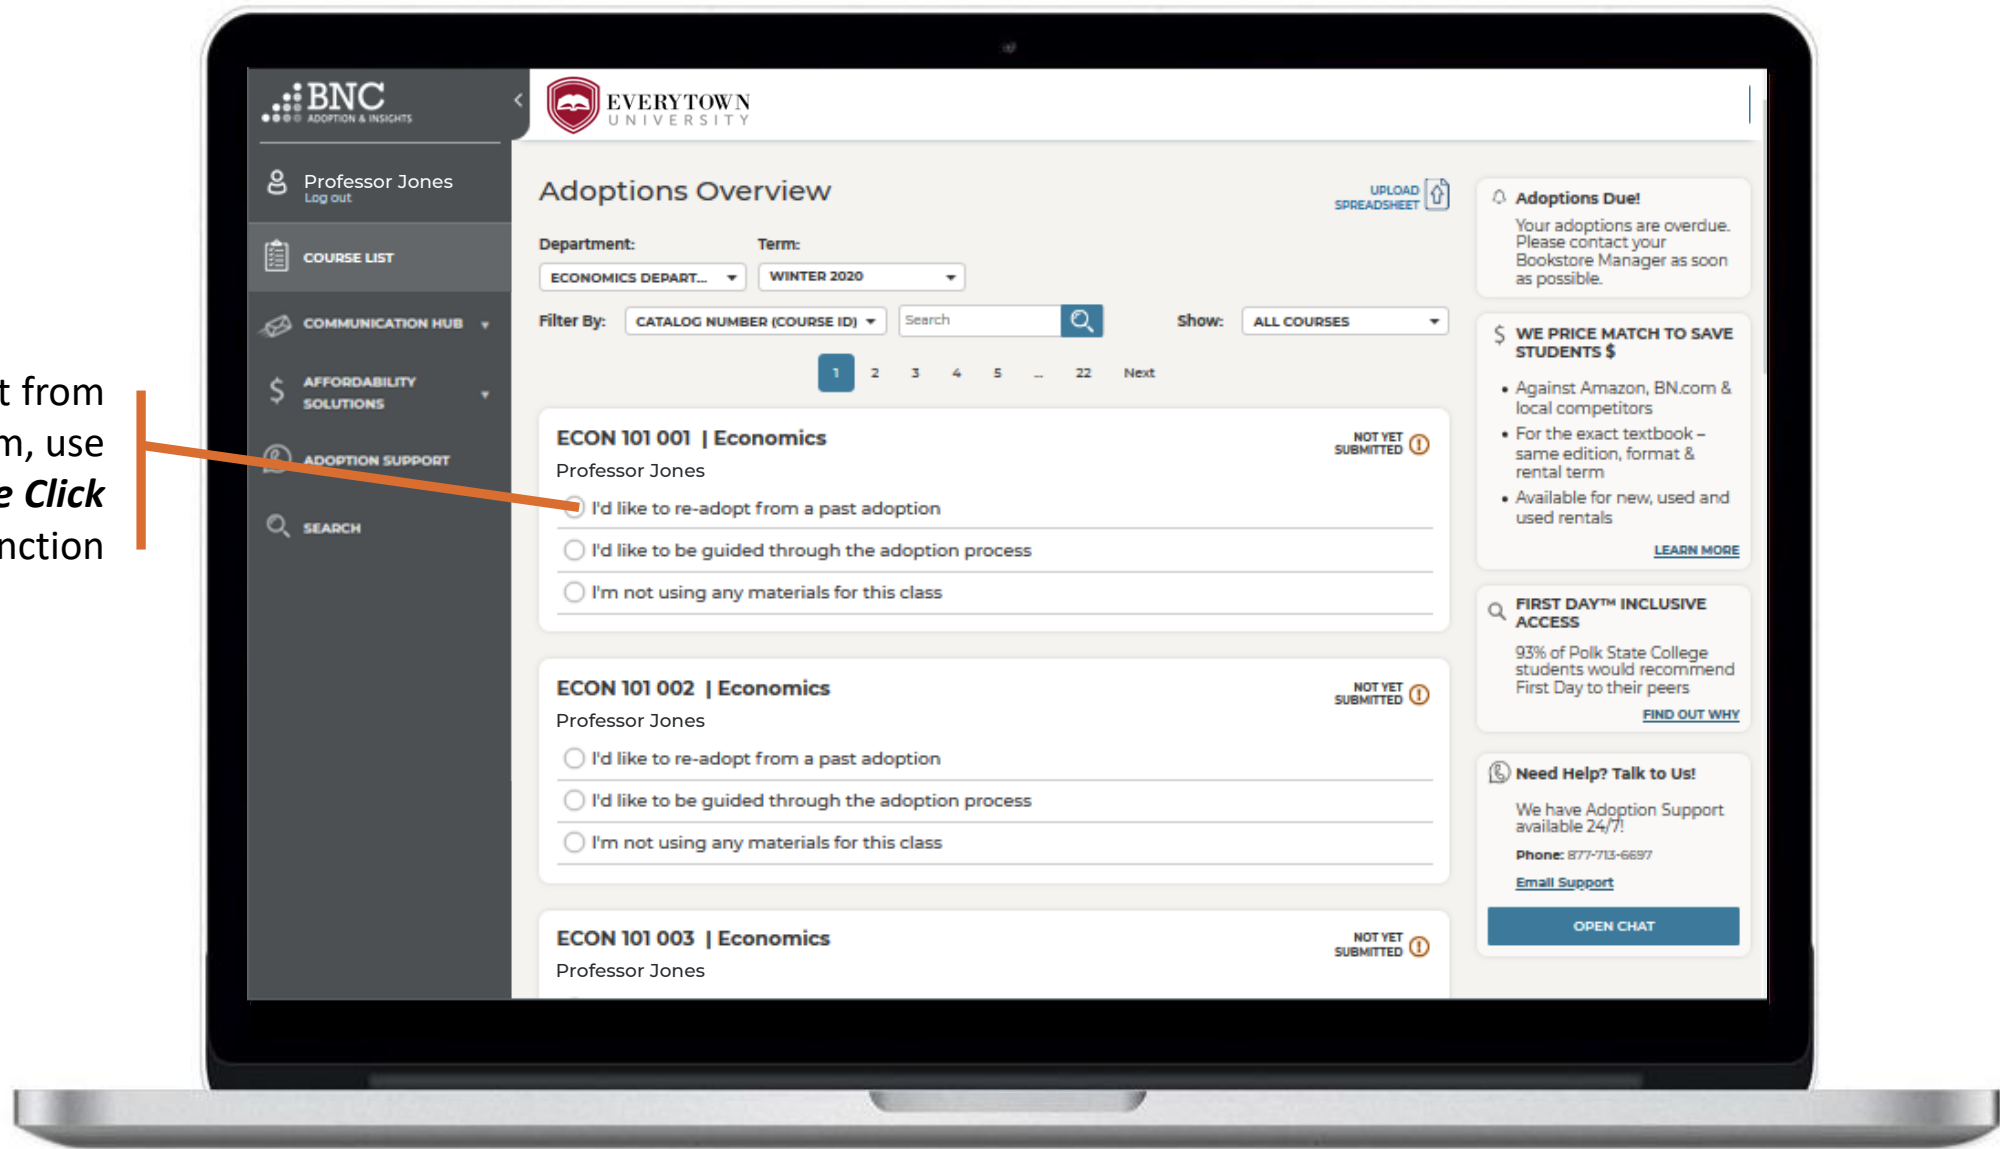 t from
m, use
e Click
nction
BNC
ADOPTION & INSIGHTS
Professor Jones
Log out
COURSE LIST
COMMUNICATION HUB
$ AFFORDABILITY
SOLUTIONS
ADOPTION SUPPORT
SEARCH
<
EVERYTOWN
UNIVERSITY
Adoptions Overview
UPLOAD
SPREADSHEET
Department:
Term:
ECONOMICS DEPART...
WINTER 2020
Filter By:
CATALOG NUMBER (COURSE ID)
Search
Show:
ALL COURSES
1 2 3 4 5 ... 22 Next
ECON 101 001 | Economics
NOT YET
SUBMITTED
Professor Jones
I'd like to re-adopt from a past adoption
I'd like to be guided through the adoption process
I'm not using any materials for this class
ECON 101 002 | Economics
NOT YET
SUBMITTED
Professor Jones
I'd like to re-adopt from a past adoption
I'd like to be guided through the adoption process
I'm not using any materials for this class
ECON 101 003 | Economics
NOT YET
SUBMITTED
Professor Jones
Adoptions Due!
Your adoptions are overdue.
Please contact your
Bookstore Manager as soon
as possible.
$ WE PRICE MATCH TO SAVE
STUDENTS $
• Against Amazon, BN.com &
local competitors
• For the exact textbook –
same edition, format &
rental term
• Available for new, used and
used rentals
LEARN MORE
FIRST DAY™ INCLUSIVE
ACCESS
93% of Polk State College
students would recommend
First Day to their peers
FIND OUT WHY
Need Help? Talk to Us!
We have Adoption Support
available 24/7!
Phone: 877-713-6697
Email Support
OPEN CHAT